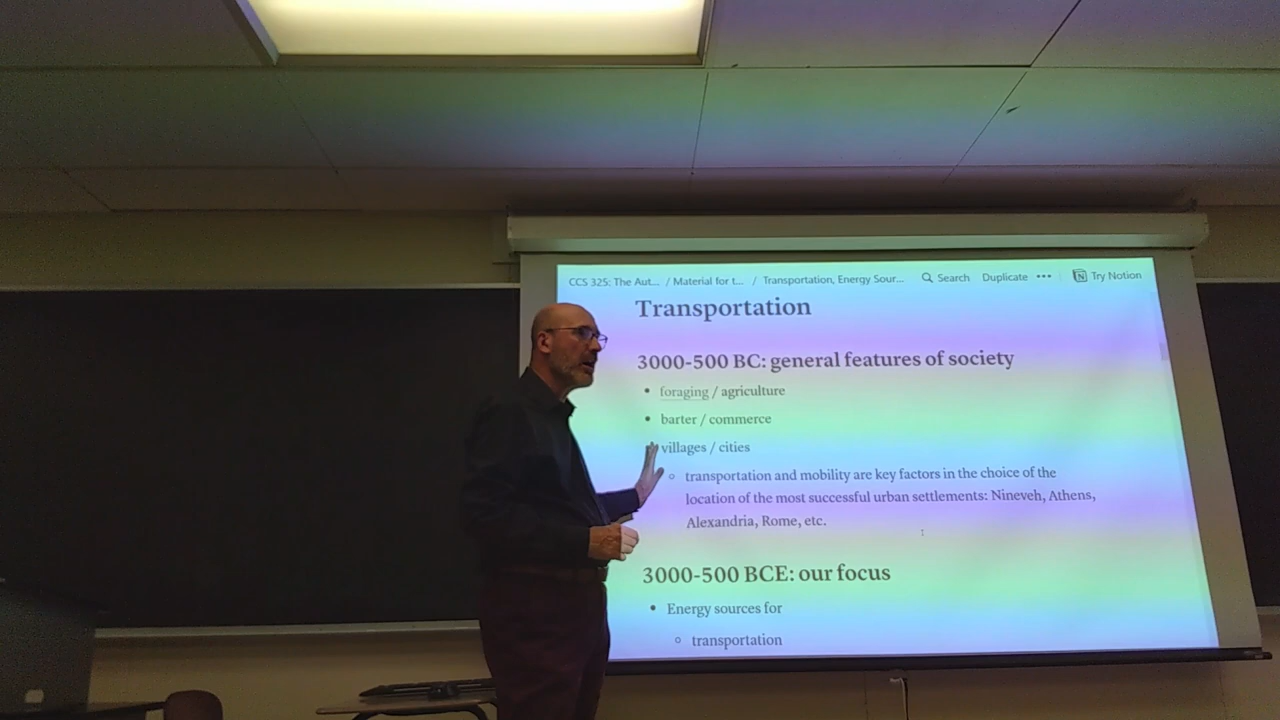 CCS 325: The Aut... / Material for t... / Transportation, Energy Sour... Search Duplicate ••• Try Notion
Transportation
3000-500 BC: general features of society
• foraging / agriculture
• barter / commerce
villages / cities
○ transportation and mobility are key factors in the choice of the
location of the most successful urban settlements: Nineveh, Athens,
Alexandria, Rome, etc.
3000-500 BCE: our focus
• Energy sources for
○ transportation